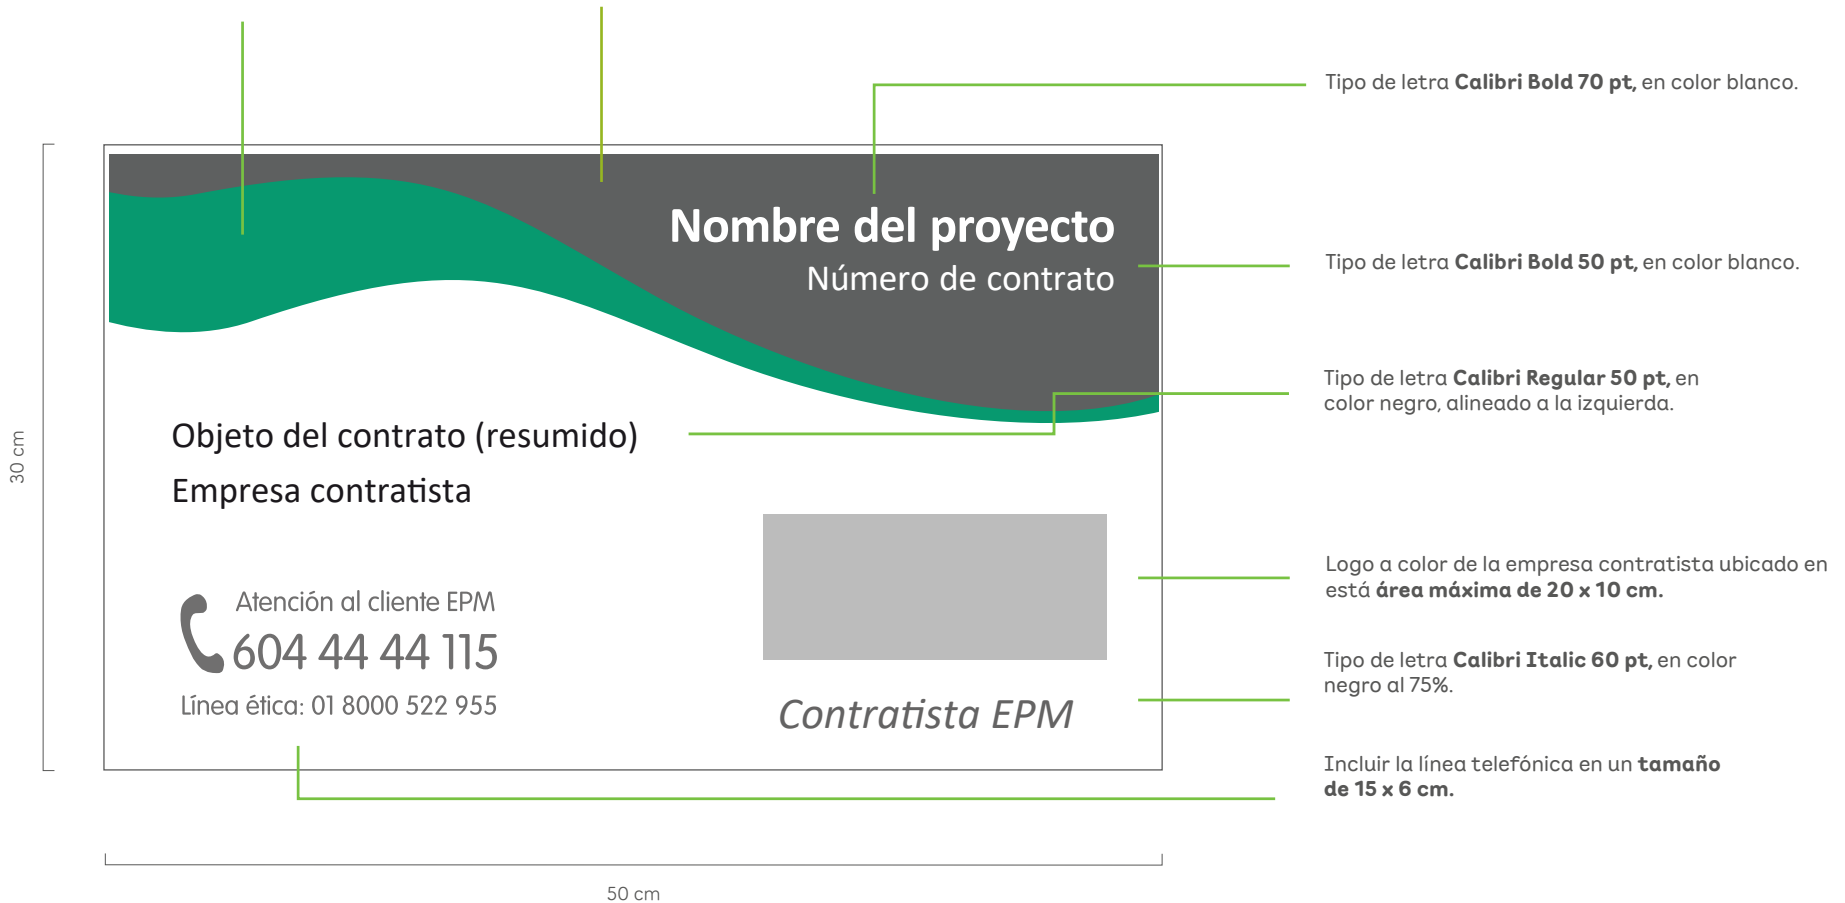 Tipo de letra Calibri Bold 70 pt, en color blanco.
Nombre del proyecto
Número de contrato
Tipo de letra Calibri Bold 50 pt, en color blanco.
Tipo de letra Calibri Regular 50 pt, en
color negro, alineado a la izquierda.
Objeto del contrato (resumido)
Empresa contratista
30 cm
Logo a color de la empresa contratista ubicado en
está área máxima de 20 x 10 cm.
Atención al cliente EPM
604 44 44 115
Línea ética: 01 8000 522 955
Tipo de letra Calibri Italic 60 pt, en color
negro al 75%.
Contratista EPM
Incluir la línea telefónica en un tamaño
de 15 x 6 cm.
50 cm